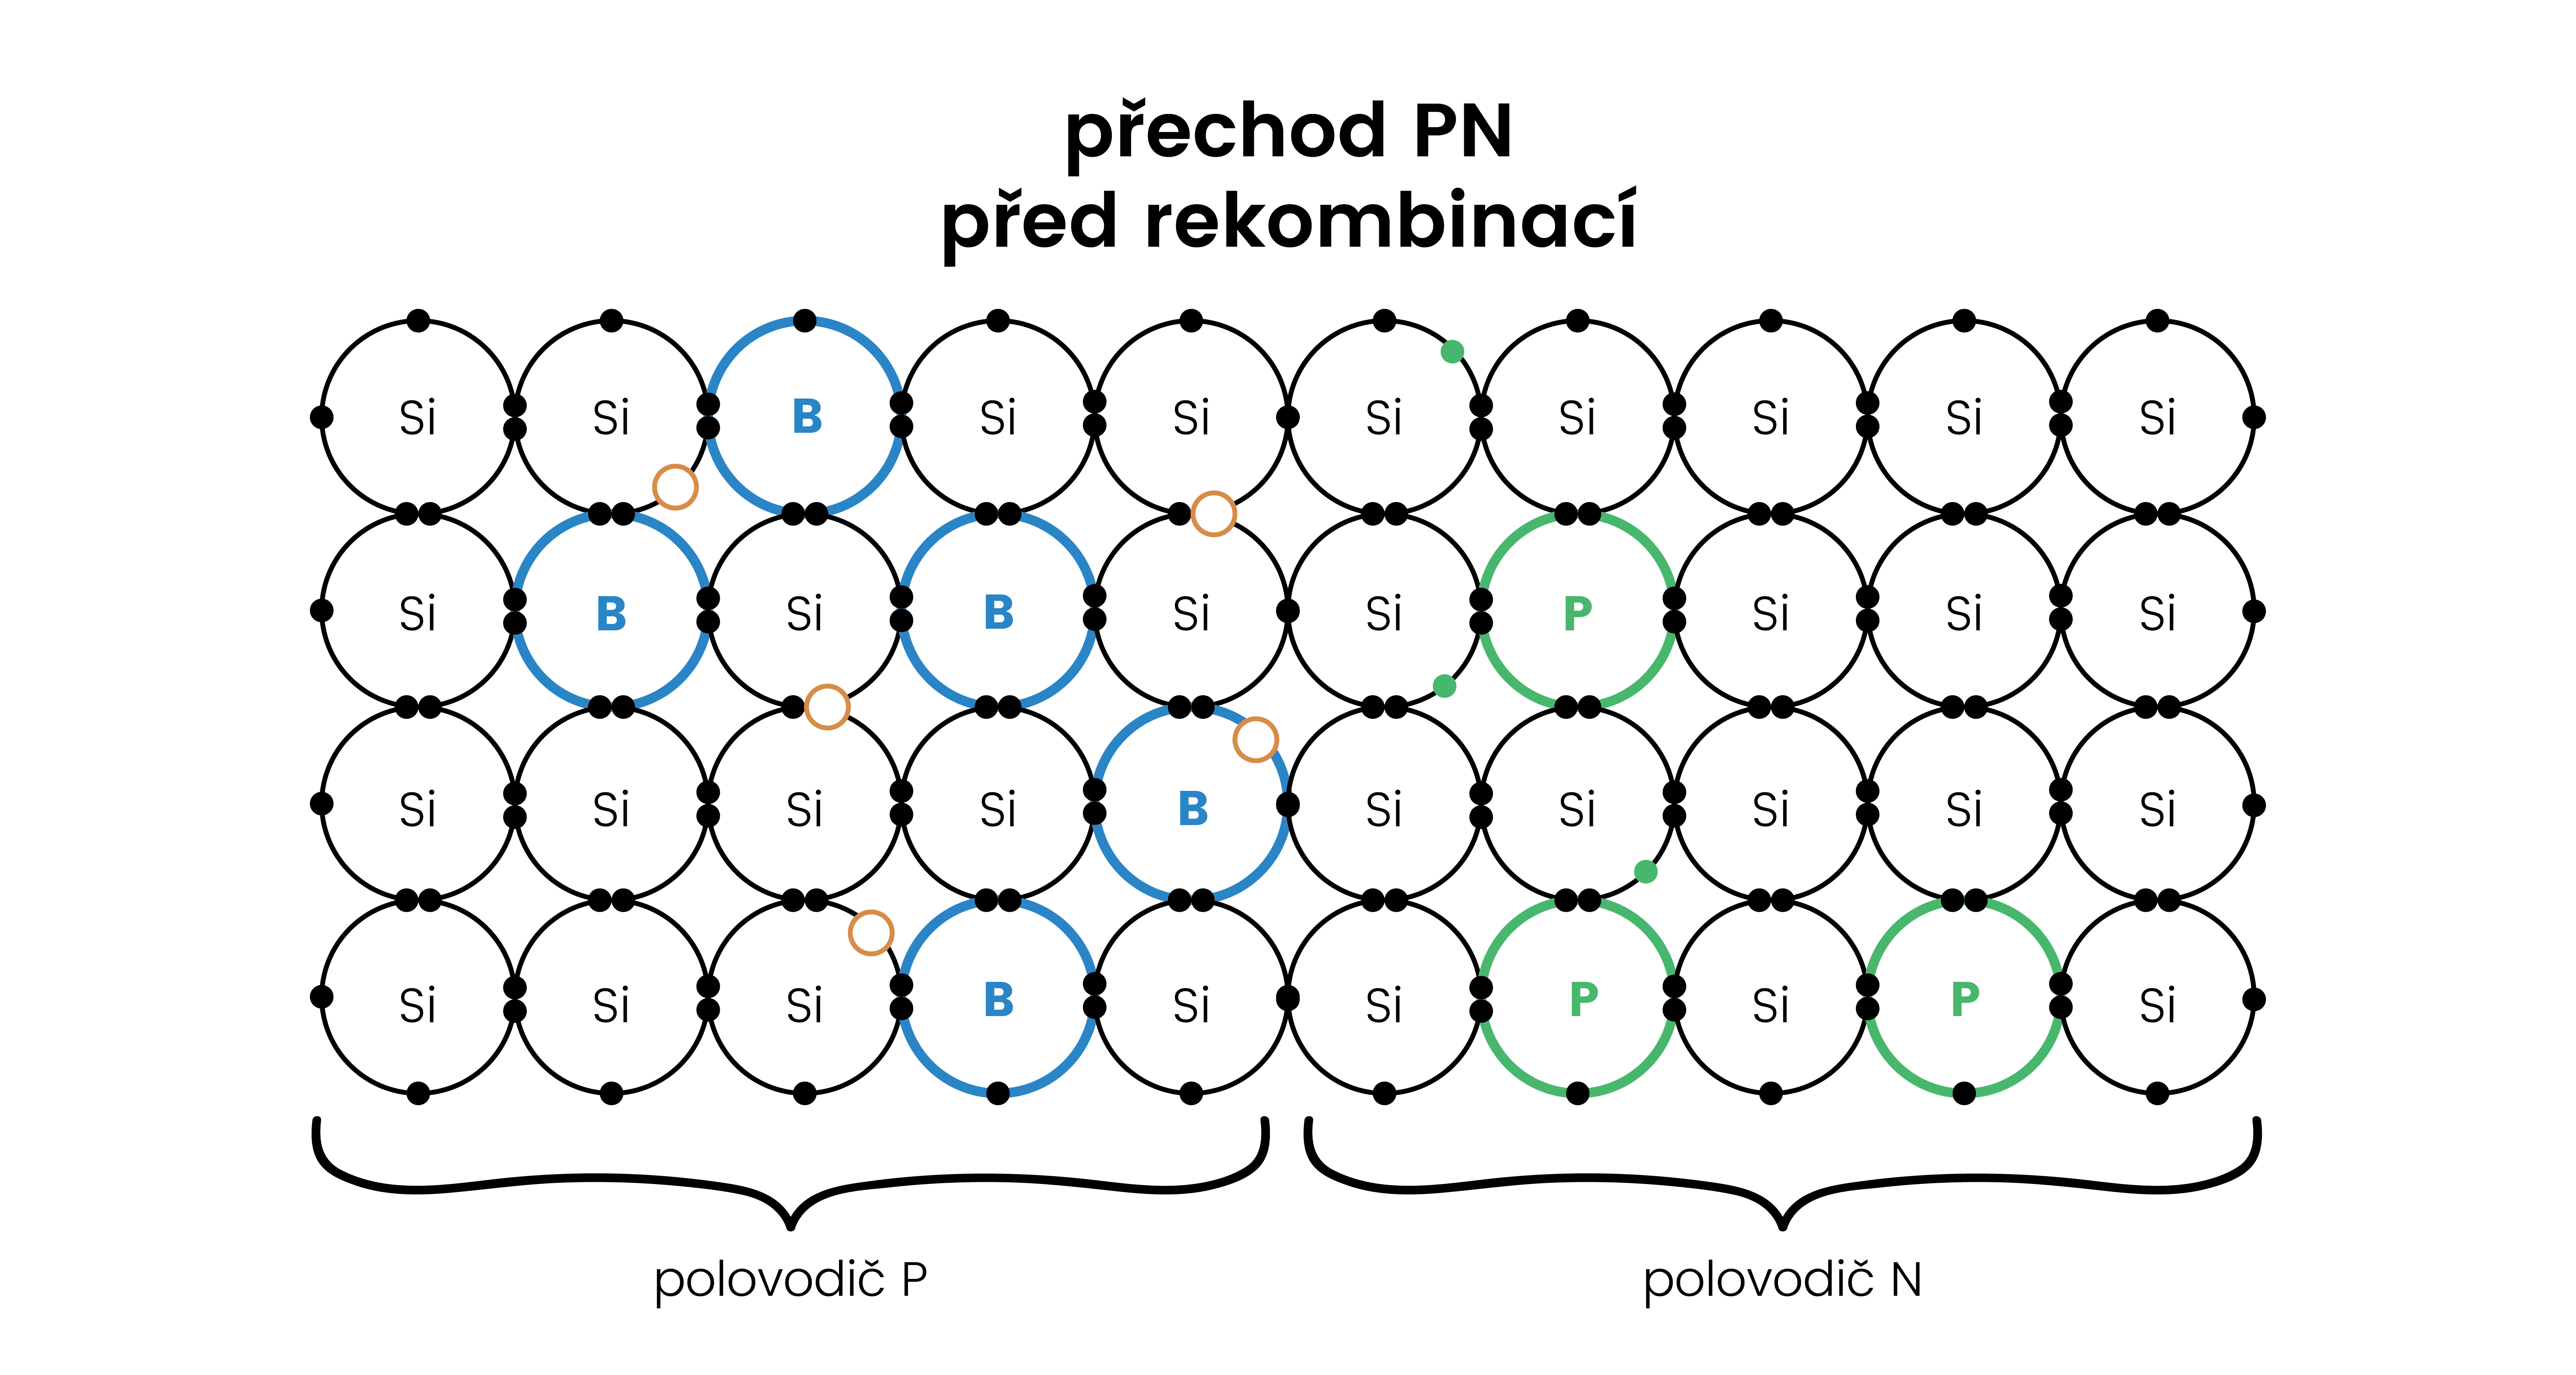 přechod PN
před rekombinací
Si Si B Si Si Si Si Si Si Si
Si B Si B Si Si P Si Si Si
Si Si Si Si B Si Si Si Si Si
Si Si Si B Si Si P Si P Si
polovodič P polovodič N